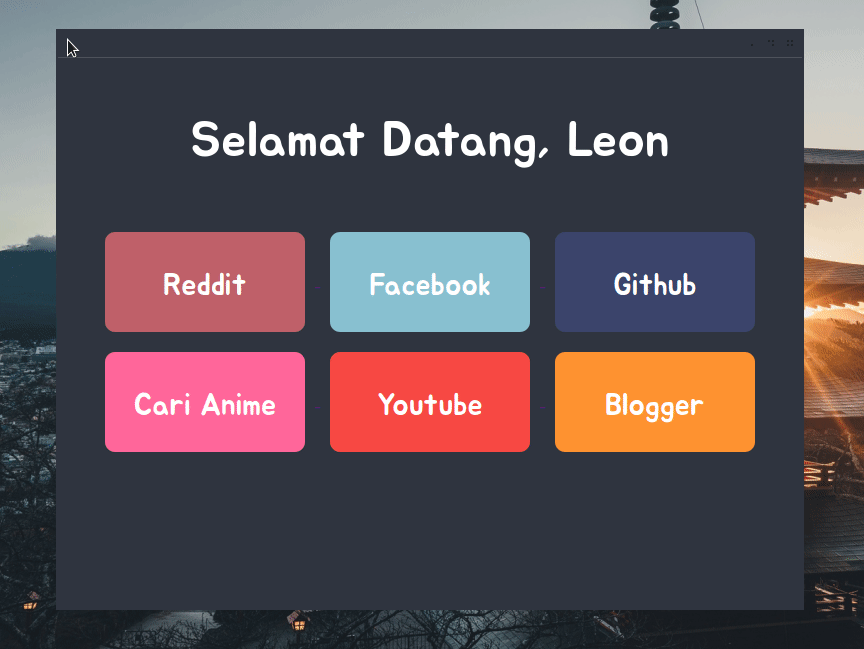 Selamat Datang, Leon
Reddit
Facebook
Github
Cari Anime
Youtube
Blogger